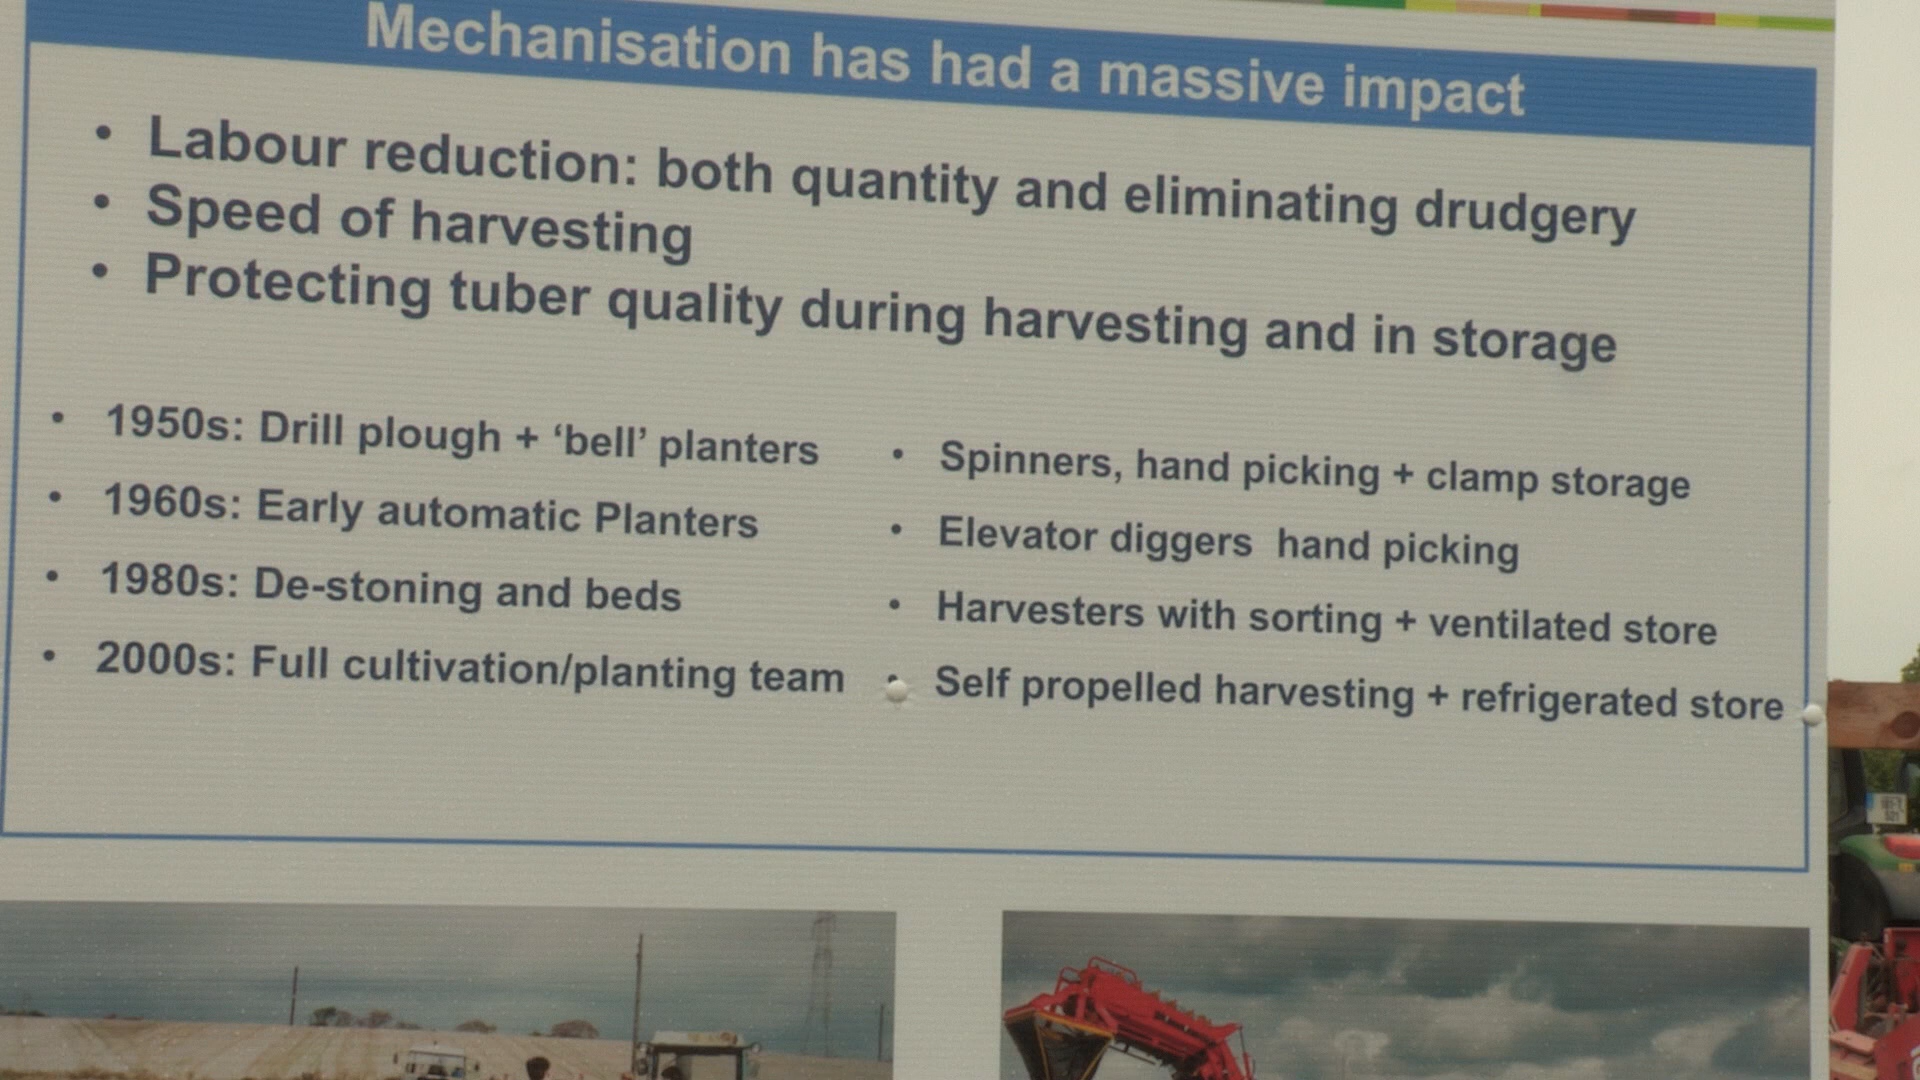 Mechanisation has had a massive impact
• Labour reduction: both quantity and eliminating drudgery
• Speed of harvesting
• Protecting tuber quality during harvesting and in storage
• 1950s: Drill plough + ‘bell’ planters
• 1960s: Early automatic Planters
• 1980s: De-stoning and beds
• 2000s: Full cultivation/planting team
• Spinners, hand picking + clamp storage
• Elevator diggers hand picking
• Harvesters with sorting + ventilated store
• Self propelled harvesting + refrigerated store